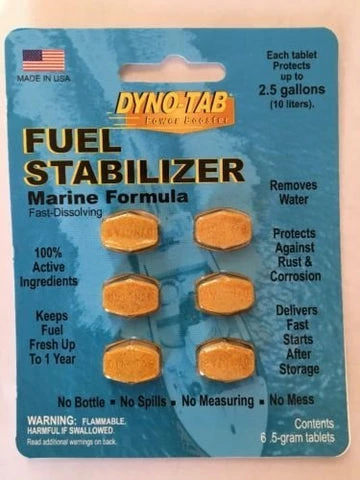 MADE IN USA
Each tablet
Protects
up to
2.5 gallons
(10 liters).
DYNO-TAB®
Power Booster
FUEL
STABILIZER
Marine Formula
Fast-Dissolving
Removes
Water
100%
Active
Ingredients
Protects
Against
Rust &
Corrosion
Keeps
Fuel
Fresh Up
To 1 Year
Delivers
Fast
Starts
After
Storage
No Bottle ▪ No Spills ▪ No Measuring ▪ No Mess
WARNING: FLAMMABLE,
HARMFUL IF SWALLOWED.
Read additional warnings on back.
Contents
6 .5-gram tablets